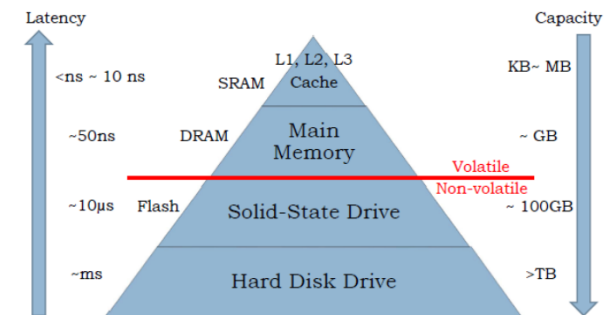 Latency
Capacity
L1, L2, L3
Cache
<ns ~ 10 ns
SRAM
KB~ MB
~50ns
DRAM
Main
Memory
~ GB
Volatile
Non-volatile
~10µs
Flash
Solid-State Drive
~ 100GB
~ms
Hard Disk Drive
>TB